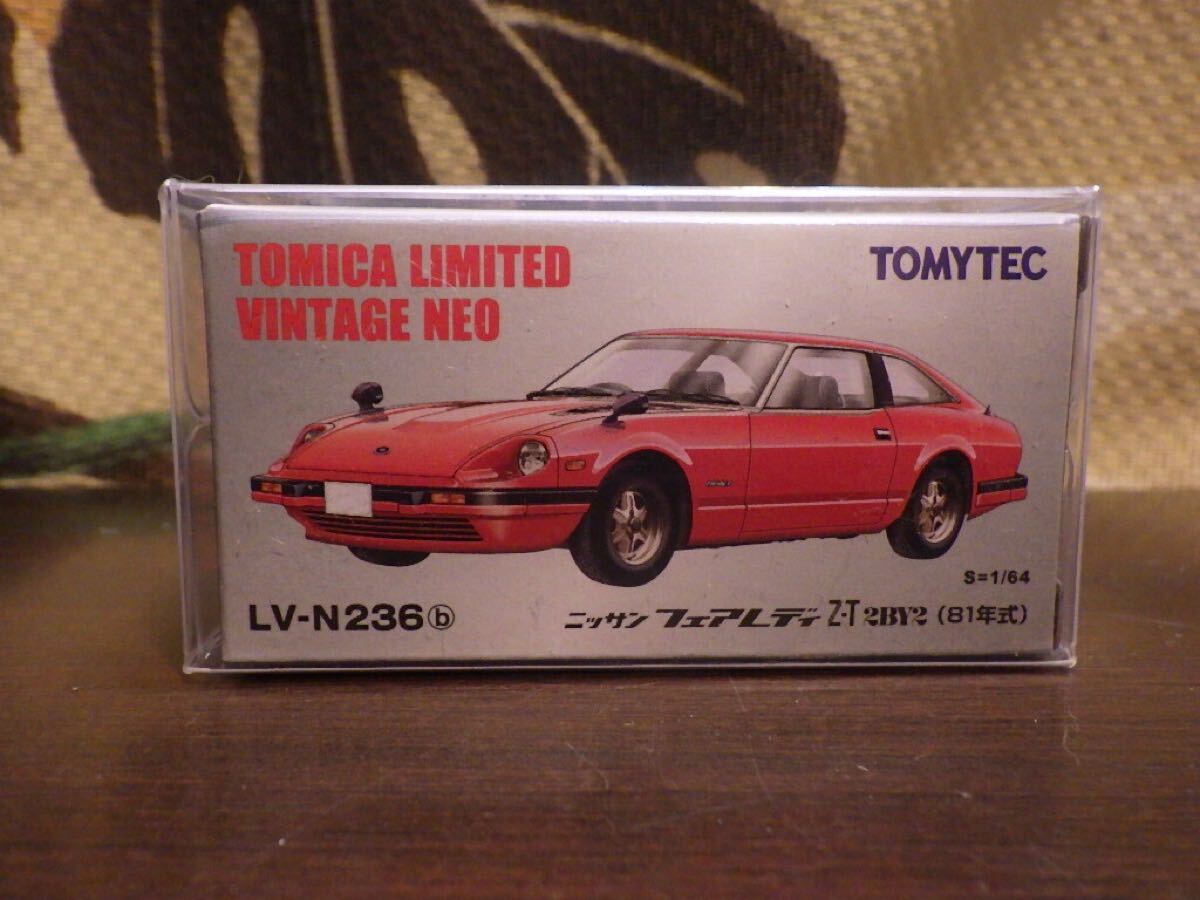 TOMICA LIMITED
VINTAGE NEO
TOMYTEC
S=1/64
LV-N236ⓑ
ニッサン フェアレディ Z-T 2BY2 (81年式)